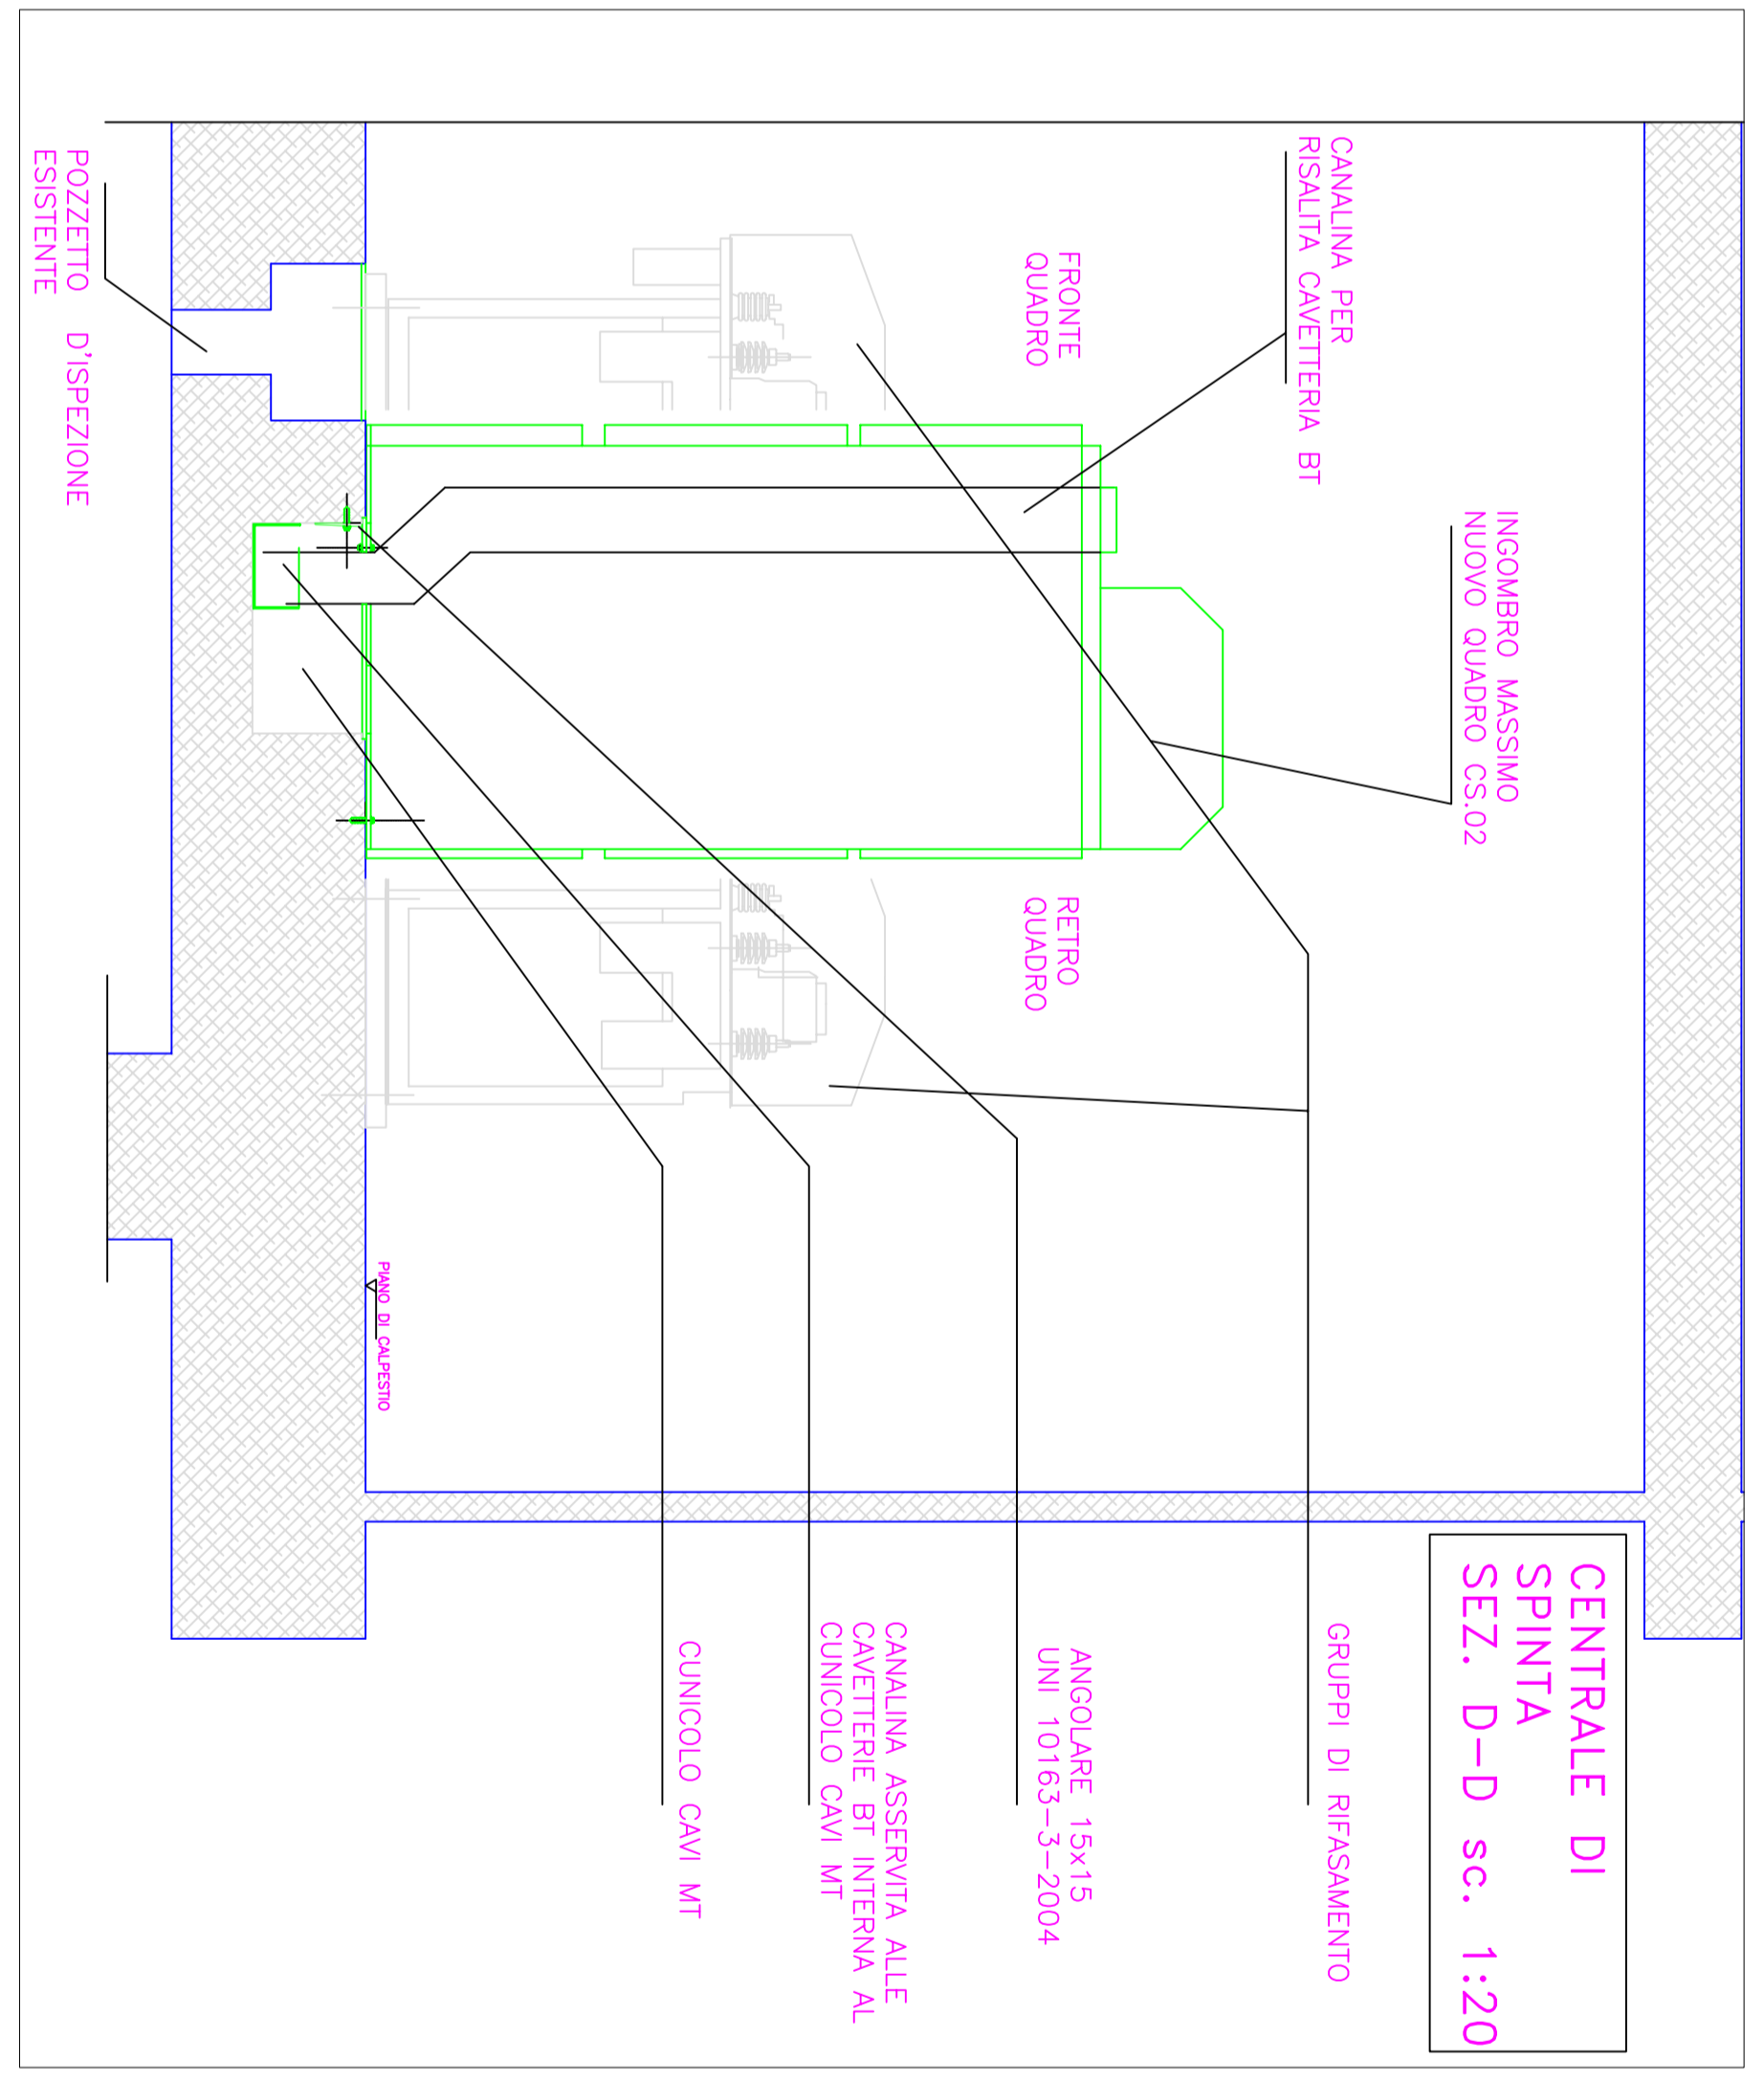 CENTRALE DI
SPINTA
SEZ. D-D sc. 1:20
INGOMBRO MASSIMO
NUOVO QUADRO CS.02
CANALINA PER
RISALITA CAVETTERIA BT
FRONTE
QUADRO
RETRO
QUADRO
GRUPPI DI RIFASAMENTO
ANGOLARE 15x15
UNI 10163-3-2004
CANALINA ASSERVITA ALLE
CAVETTERIE BT INTERNA AL
CUNICOLO CAVI MT
CUNICOLO CAVI MT
PIANO DI CALPESTIO
POZZETTO D'ISPEZIONE
ESISTENTE